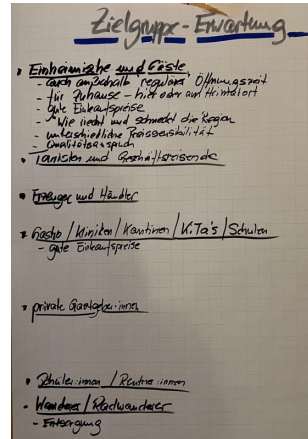 Zielgruppe - Erwartung
• Einheimische und Gäste
- auch außerhalb "regulärer" Öffnungszeit
- für Zuhause - hier oder am Heimatort
- gute Einkaufspreise
- "Wie riecht und schmeckt die Region
- unterschiedliche Preissensibilität
- Qualitätsanspruch
• Touristen und Geschäftsreisende
• Erzeuger und Händler
• Gastro / Kliniken / Kantinen / KiTa's / Schulen
- gute Einkaufspreise
• private Gastgeber:innen
• Schüler:innen / Rentner:innen
• Wanderer / Radwanderer
- Entsorgung